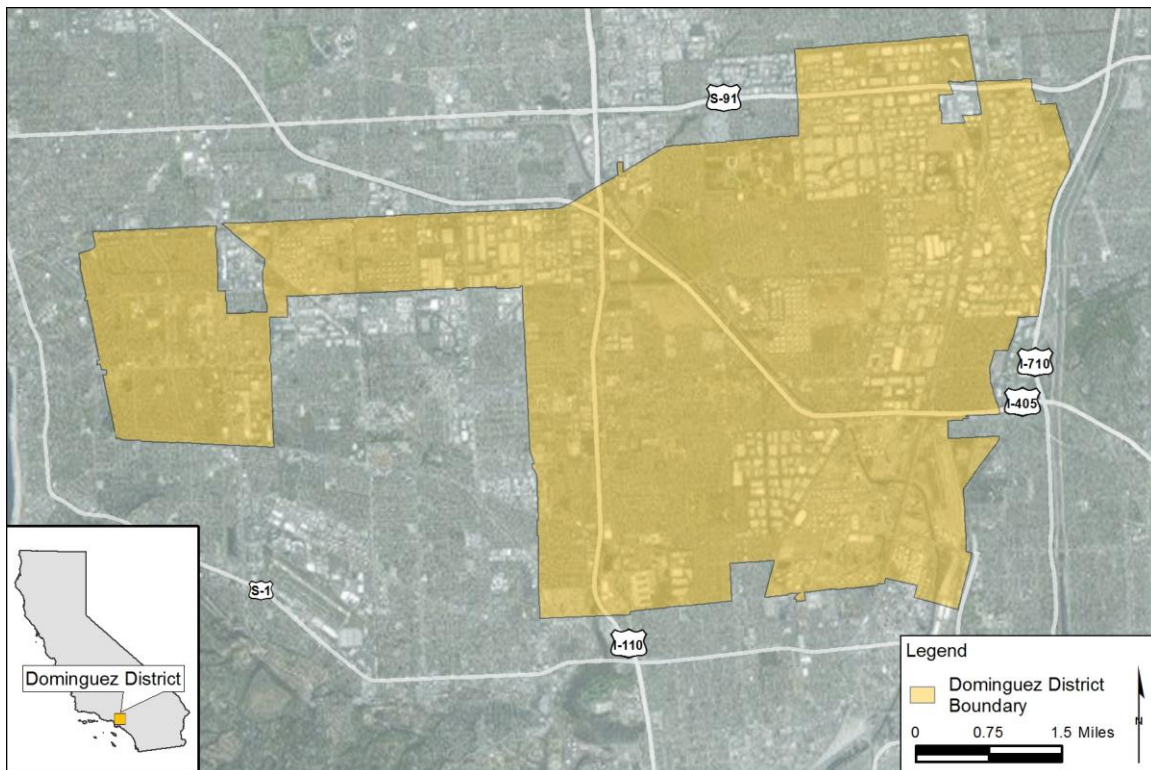 S-91
I-710
I-405
S-1
I-110
Dominguez District
Legend
Dominguez District
Boundary
0 0.75 1.5 Miles
N